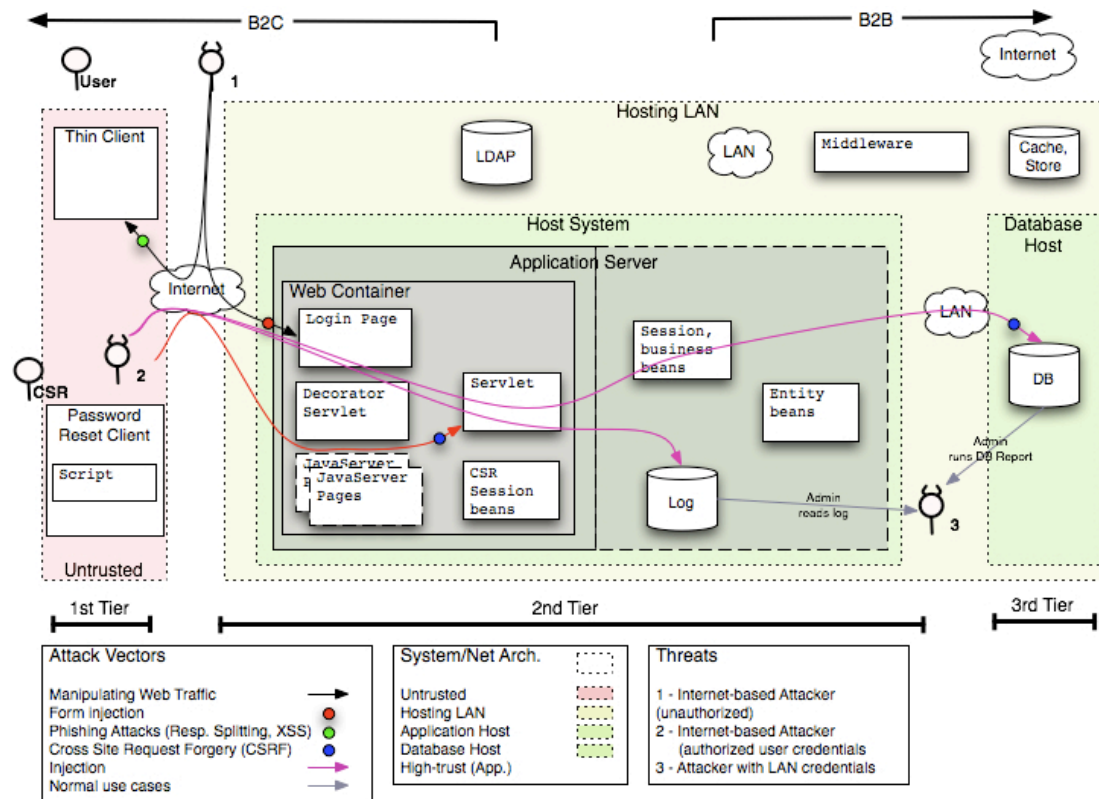 B2C
B2B
User
1
Internet
Hosting LAN
Thin Client
LDAP
LAN
Middleware
Cache,
Store
Host System
Database
Host
Application Server
Internet
Web Container
Login Page
LAN
Session,
business
beans
2
CSR
Decorator
Servlet
Servlet
Entity
beans
DB
Password
Reset Client
Script
Admin
runs DB Report
JavaServer
P
JavaServer
Pages
CSR
Session
beans
Log
Admin
reads log
3
Untrusted
1st Tier
2nd Tier
3rd Tier
Attack Vectors
Manipulating Web Traffic
Form injection
Phishing Attacks (Resp. Splitting, XSS)
Cross Site Request Forgery (CSRF)
Injection
Normal use cases
System/Net Arch.
Untrusted
Hosting LAN
Application Host
Database Host
High-trust (App.)
Threats
1 - Internet-based Attacker
(unauthorized)
2 - Internet-based Attacker
(authorized user credentials
3 - Attacker with LAN credentials